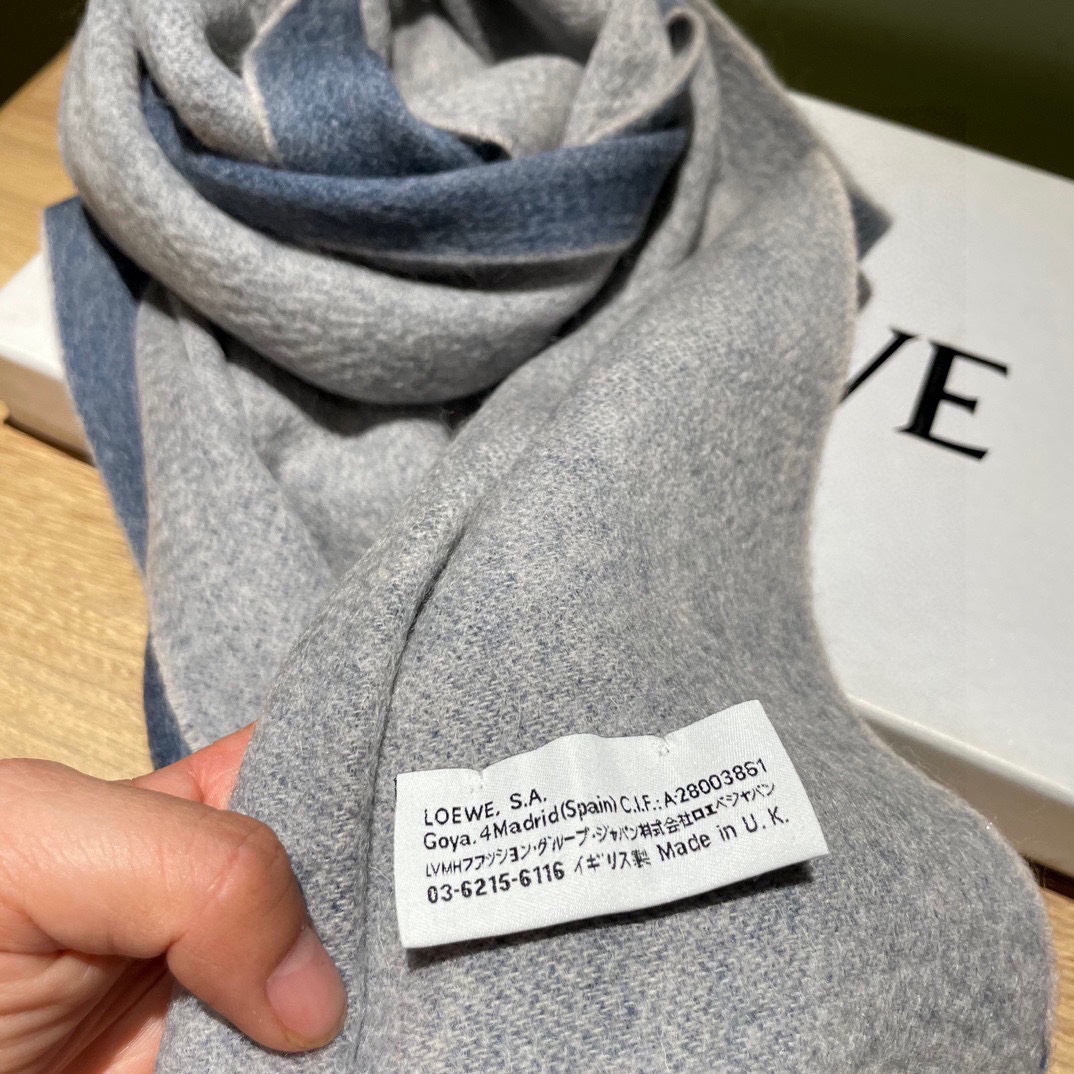 VE
LOEWE, S.A.
Goya. 4 Madrid (Spain) C.I.F.: A-28003861
LVMHファッション・グループ・ジャパン株式会社ロエベジャパン
03-6215-6116 イギリス製 Made in U.K.